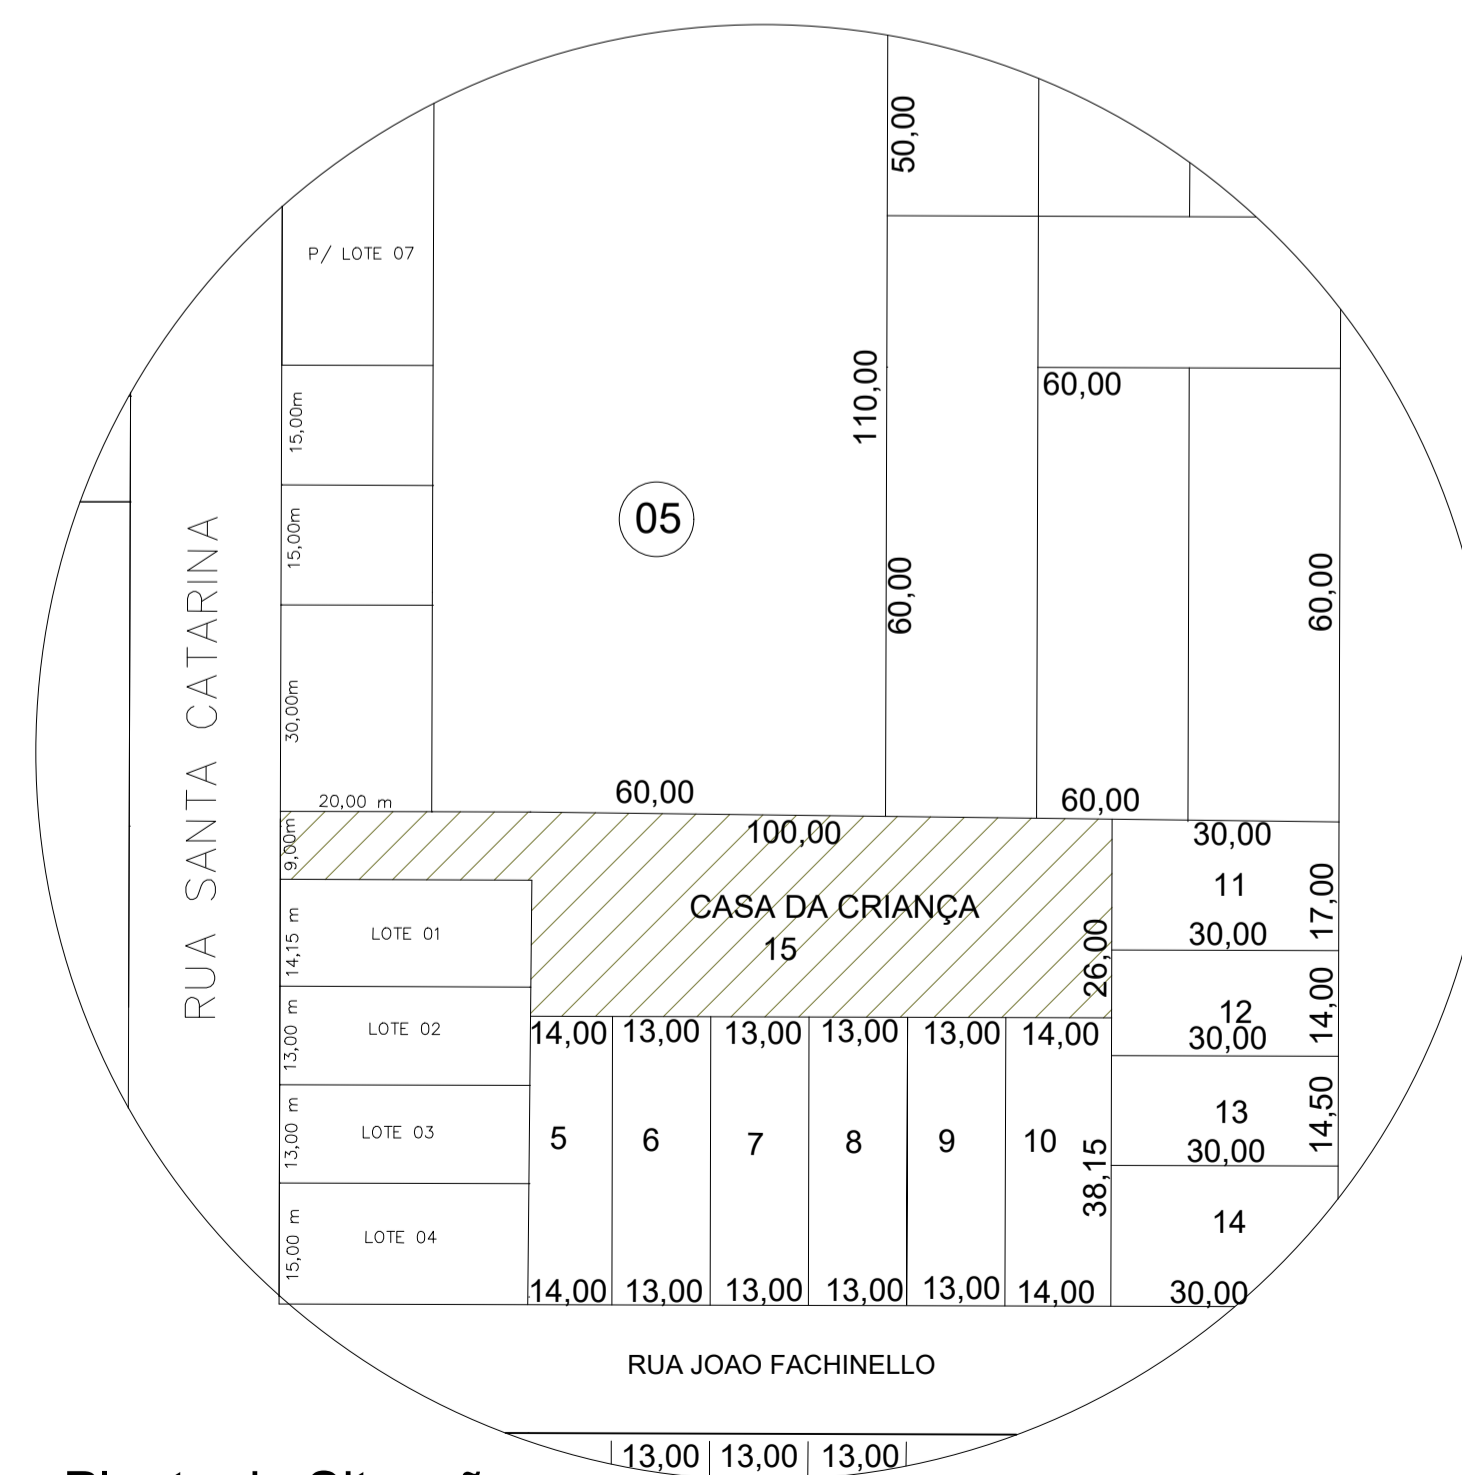 50,00
P/ LOTE 07
110,00
60,00
15,00m
05
15,00m
60,00
60,00
RUA SANTA CATARINA
30,00m
20,00 m
60,00
60,00
9,00m
100,00
30,00
11
17,00
CASA DA CRIANÇA
15
LOTE 01
14,15 m
26,00
30,00
12
14,00
30,00
LOTE 02
13,00 m
14,00 13,00 13,00 13,00 13,00 14,00
13
14,50
30,00
LOTE 03
13,00 m
5 6 7 8 9 10
38,15
14
LOTE 04
15,00 m
14,00 13,00 13,00 13,00 13,00 14,00 30,00
RUA JOAO FACHINELLO
13,00 13,00 13,00